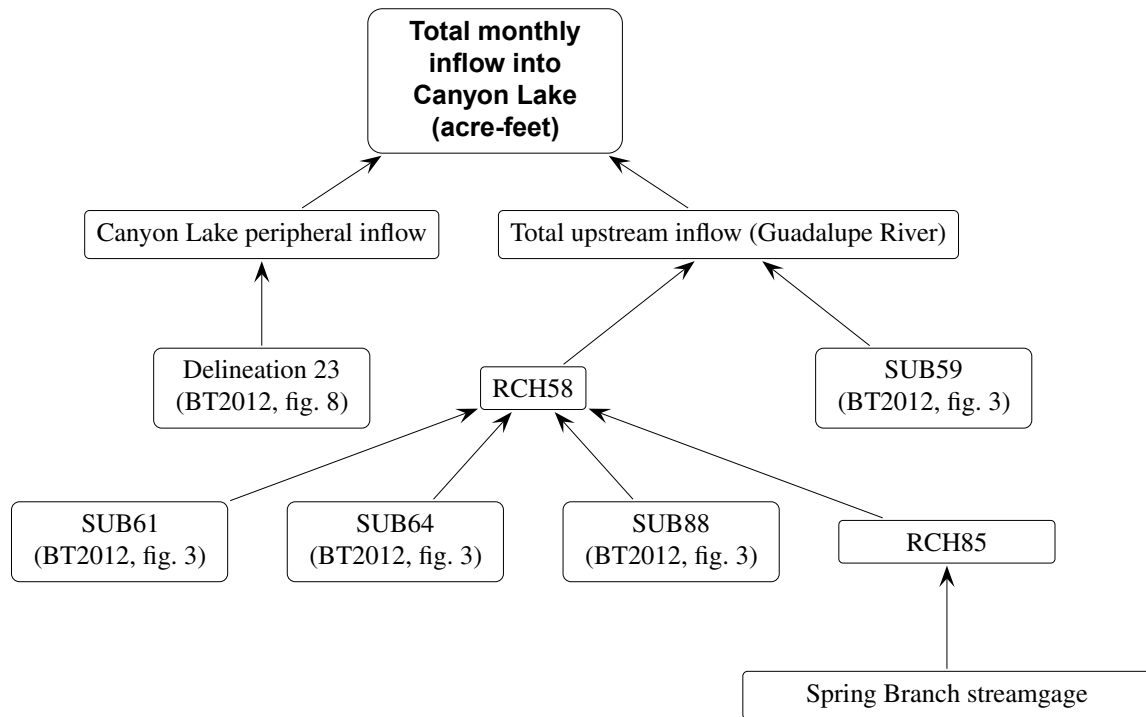 Total monthly
inflow into
Canyon Lake
(acre-feet)
Canyon Lake peripheral inflow
Total upstream inflow (Guadalupe River)
Delineation 23
(BT2012, fig. 8)
RCH58
SUB59
(BT2012, fig. 3)
SUB61
(BT2012, fig. 3)
SUB64
(BT2012, fig. 3)
SUB88
(BT2012, fig. 3)
RCH85
Spring Branch streamgage